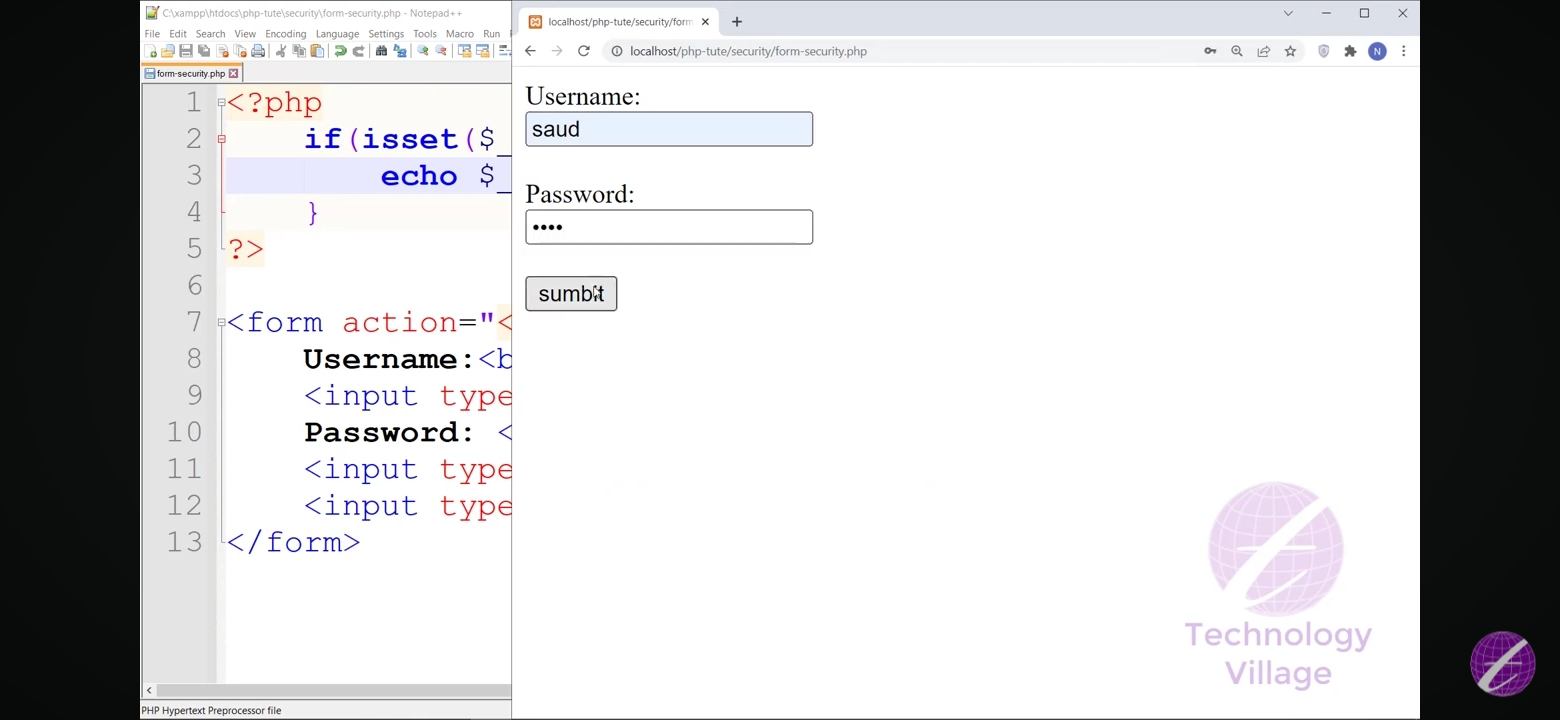 C:\xampp\htdocs\php-tute\security\form-security.php - Notepad++
File Edit Search View Encoding Language Settings Tools Macro Run
form-security.php
1 <?php
2 if(isset($_
3 echo $_
4 }
5 ?>
6
7 <form action="<
8 Username:<b
9 <input type
10 Password: <
11 <input type
12 <input type
13 </form>
PHP Hypertext Preprocessor file
localhost/php-tute/security/form
localhost/php-tute/security/form-security.php
N
Username:
saud
Password:
••••
sumbit
Technology
Village